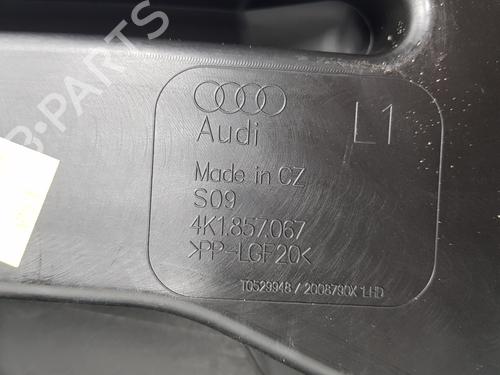 B-PARTS
Audi L1
Made in CZ
S09
4K1.857.067
>PP-LGF20<
T0529948 / 2008790X LHD